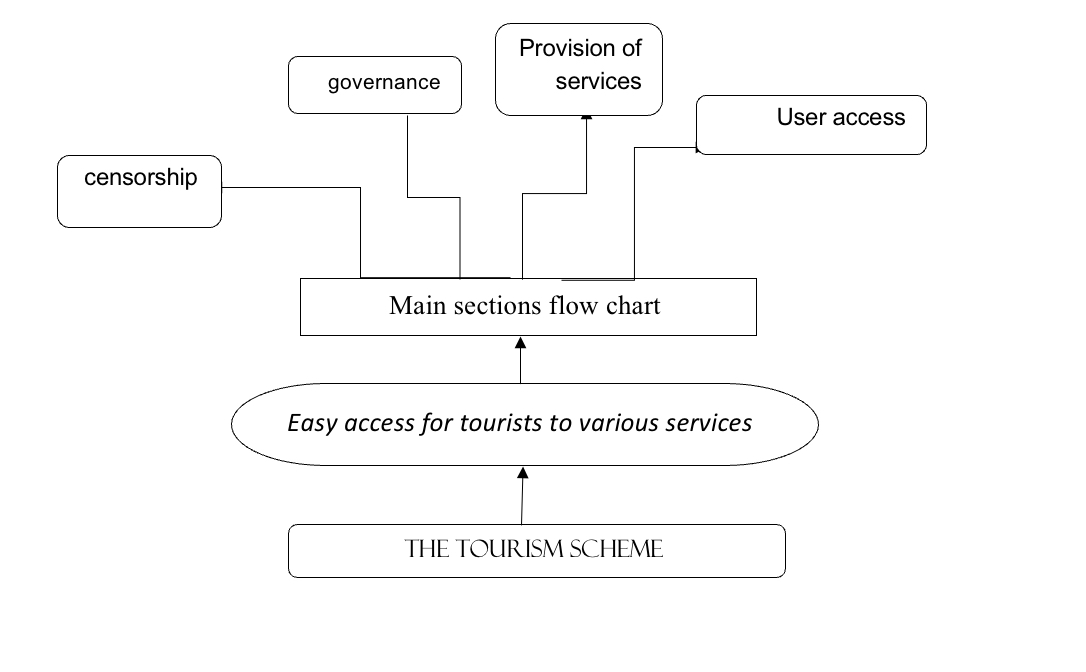 Provision of
services
governance
User access
censorship
Main sections flow chart
Easy access for tourists to various services
THE TOURISM SCHEME